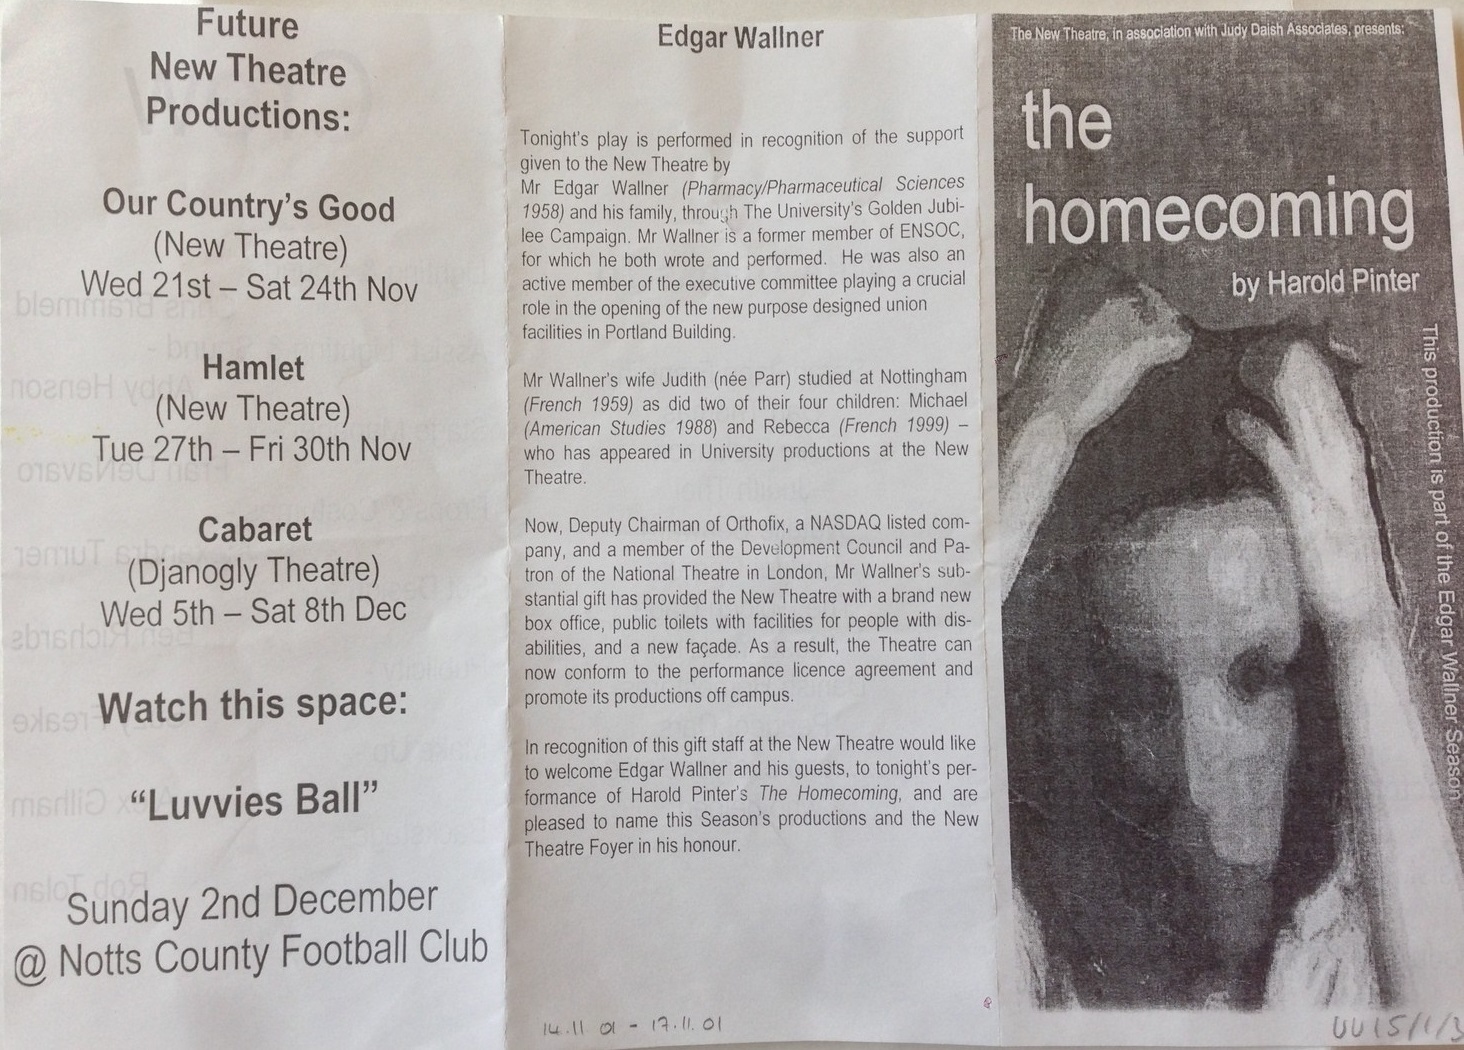 Future
New Theatre
Productions:
Our Country's Good
(New Theatre)
Wed 21st – Sat 24th Nov
Hamlet
(New Theatre)
Tue 27th – Fri 30th Nov
Cabaret
(Djanogly Theatre)
Wed 5th – Sat 8th Dec
Watch this space:
“Luvvies Ball”
Sunday 2nd December
@ Notts County Football Club
Edgar Wallner
Tonight's play is performed in recognition of the support
given to the New Theatre by
Mr Edgar Wallner (Pharmacy/Pharmaceutical Sciences
1958) and his family, through The University's Golden Jubi-
lee Campaign. Mr Wallner is a former member of ENSOC,
for which he both wrote and performed. He was also an
active member of the executive committee playing a crucial
role in the opening of the new purpose designed union
facilities in Portland Building.
Mr Wallner's wife Judith (née Parr) studied at Nottingham
(French 1959) as did two of their four children: Michael
(American Studies 1988) and Rebecca (French 1999) –
who has appeared in University productions at the New
Theatre.
Now, Deputy Chairman of Orthofix, a NASDAQ listed com-
pany, and a member of the Development Council and Pa-
tron of the National Theatre in London, Mr Wallner's sub-
stantial gift has provided the New Theatre with a brand new
box office, public toilets with facilities for people with dis-
abilities, and a new façade. As a result, the Theatre can
now conform to the performance licence agreement and
promote its productions off campus.
In recognition of this gift staff at the New Theatre would like
to welcome Edgar Wallner and his guests, to tonight's per-
formance of Harold Pinter's The Homecoming, and are
pleased to name this Season's productions and the New
Theatre Foyer in his honour.
14.11 01 - 17.11.01
The New Theatre, in association with Judy Daish Associates, presents:
the
homecoming
by Harold Pinter
This production is part of the Edgar Wallner Season
UU15/1/3